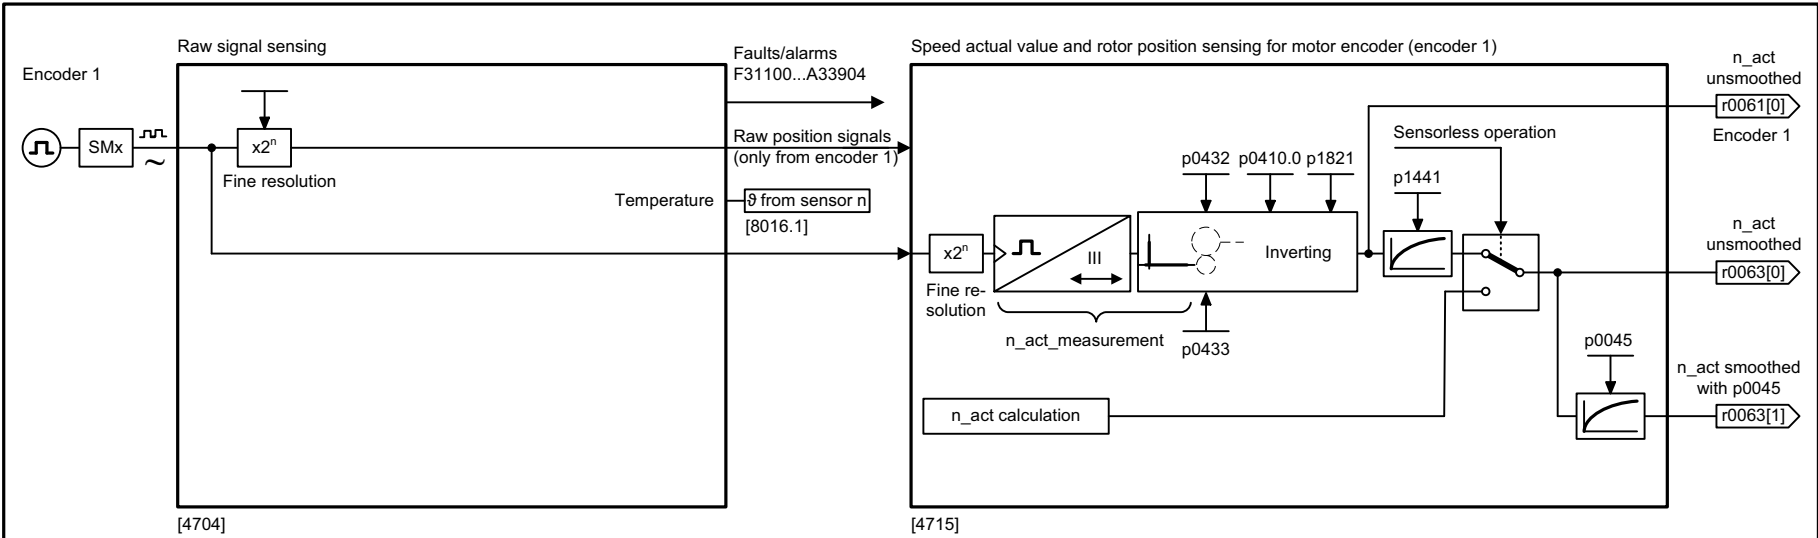 Raw signal sensing
Encoder 1
SMx
~
x2ⁿ
Fine resolution
Faults/alarms
F31100...A33904
Raw position signals
(only from encoder 1)
Temperature
ϑ from sensor n
[8016.1]
[4704]
Speed actual value and rotor position sensing for motor encoder (encoder 1)
x2ⁿ
Fine re-
solution
III
n_act_measurement
p0432
p0410.0
p1821
Inverting
p0433
Sensorless operation
p1441
n_act calculation
p0045
[4715]
n_act
unsmoothed
r0061[0]
Encoder 1
n_act
unsmoothed
r0063[0]
n_act smoothed
with p0045
r0063[1]